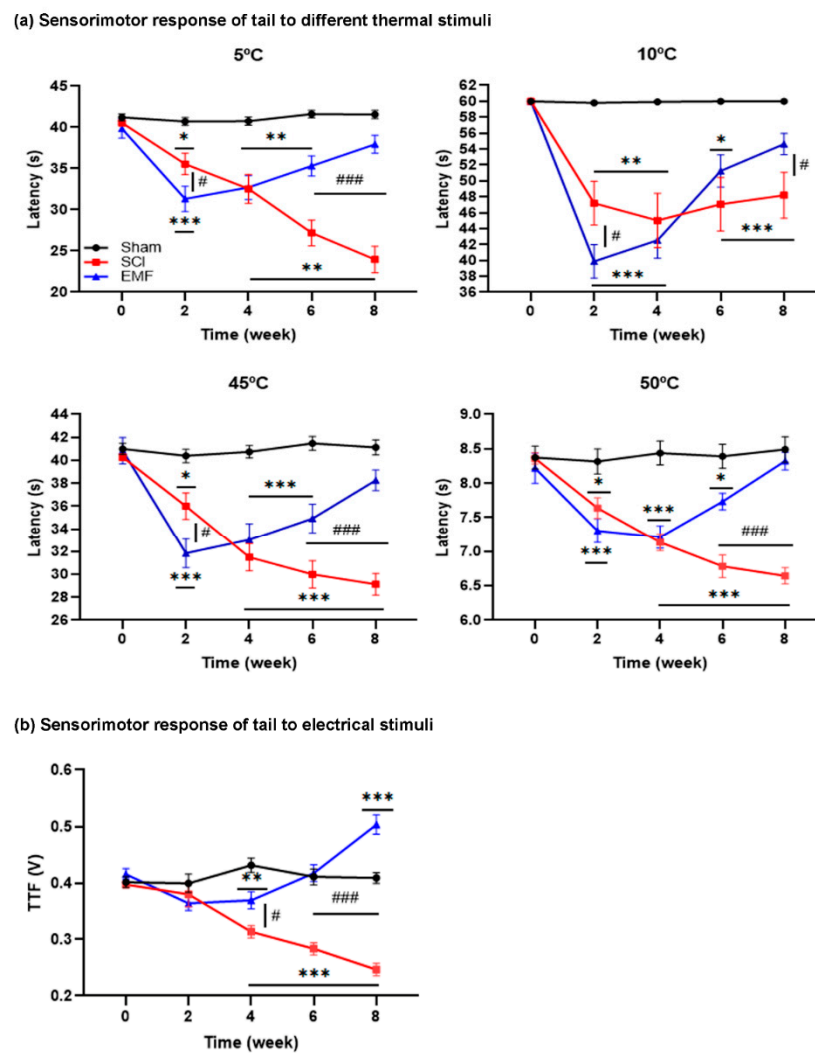 (a) Sensorimotor response of tail to different thermal stimuli
5ºC
Latency (s)
45
40
35
30
25
20
*
**
#
###
***
**
Sham
SCI
EMF
0 2 4 6 8
Time (week)
10ºC
Latency (s)
62
60
58
56
54
52
50
48
46
44
42
40
38
36
*
**
#
#
***
***
0 2 4 6 8
Time (week)
45ºC
Latency (s)
44
42
40
38
36
34
32
30
28
26
*
***
#
###
***
***
0 2 4 6 8
Time (week)
50ºC
Latency (s)
9.0
8.5
8.0
7.5
7.0
6.5
6.0
*
*
***
###
***
***
0 2 4 6 8
Time (week)
(b) Sensorimotor response of tail to electrical stimuli
TTF (V)
0.6
0.5
0.4
0.3
0.2
***
**
###
#
***
0 2 4 6 8
Time (week)